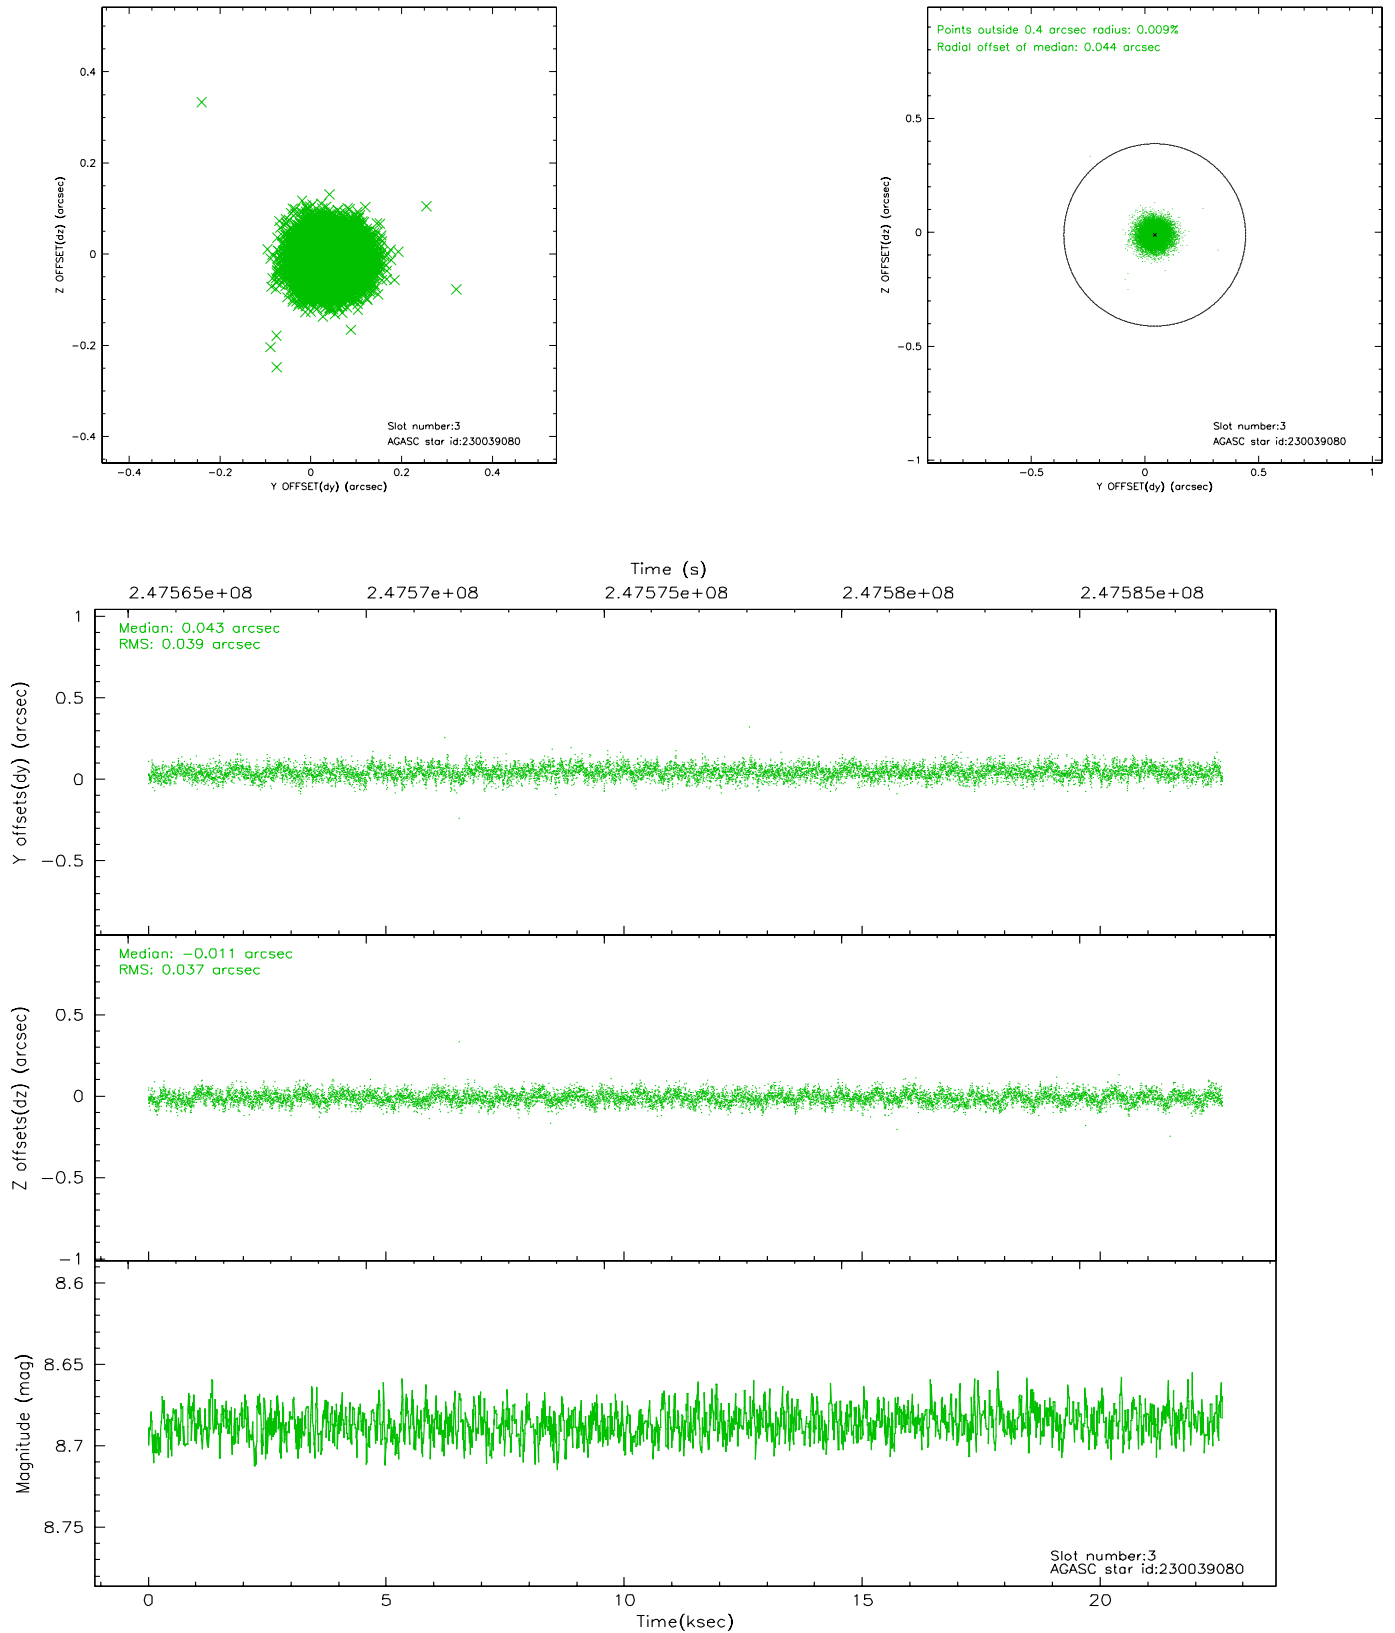 0.4
0.2
0
−0.2
−0.4
Z OFFSET(dz) (arcsec)
Slot number:3
AGASC star id:230039080
−0.4
−0.2
0
0.2
0.4
Y OFFSET(dy) (arcsec)
Points outside 0.4 arcsec radius: 0.009%
Radial offset of median: 0.044 arcsec
0.5
0
−0.5
−1
Z OFFSET(dz) (arcsec)
Slot number:3
AGASC star id:230039080
−0.5
0
0.5
1
Y OFFSET(dy) (arcsec)
Time (s)
2.47565e+08
2.4757e+08
2.47575e+08
2.4758e+08
2.47585e+08
Median: 0.043 arcsec
RMS: 0.039 arcsec
1
0.5
0
−0.5
Y offsets(dy) (arcsec)
Median: −0.011 arcsec
RMS: 0.037 arcsec
0.5
0
−0.5
−1
Z offsets(dz) (arcsec)
8.6
8.65
8.7
8.75
Magnitude (mag)
Slot number:3
AGASC star id:230039080
0
5
10
15
20
Time(ksec)